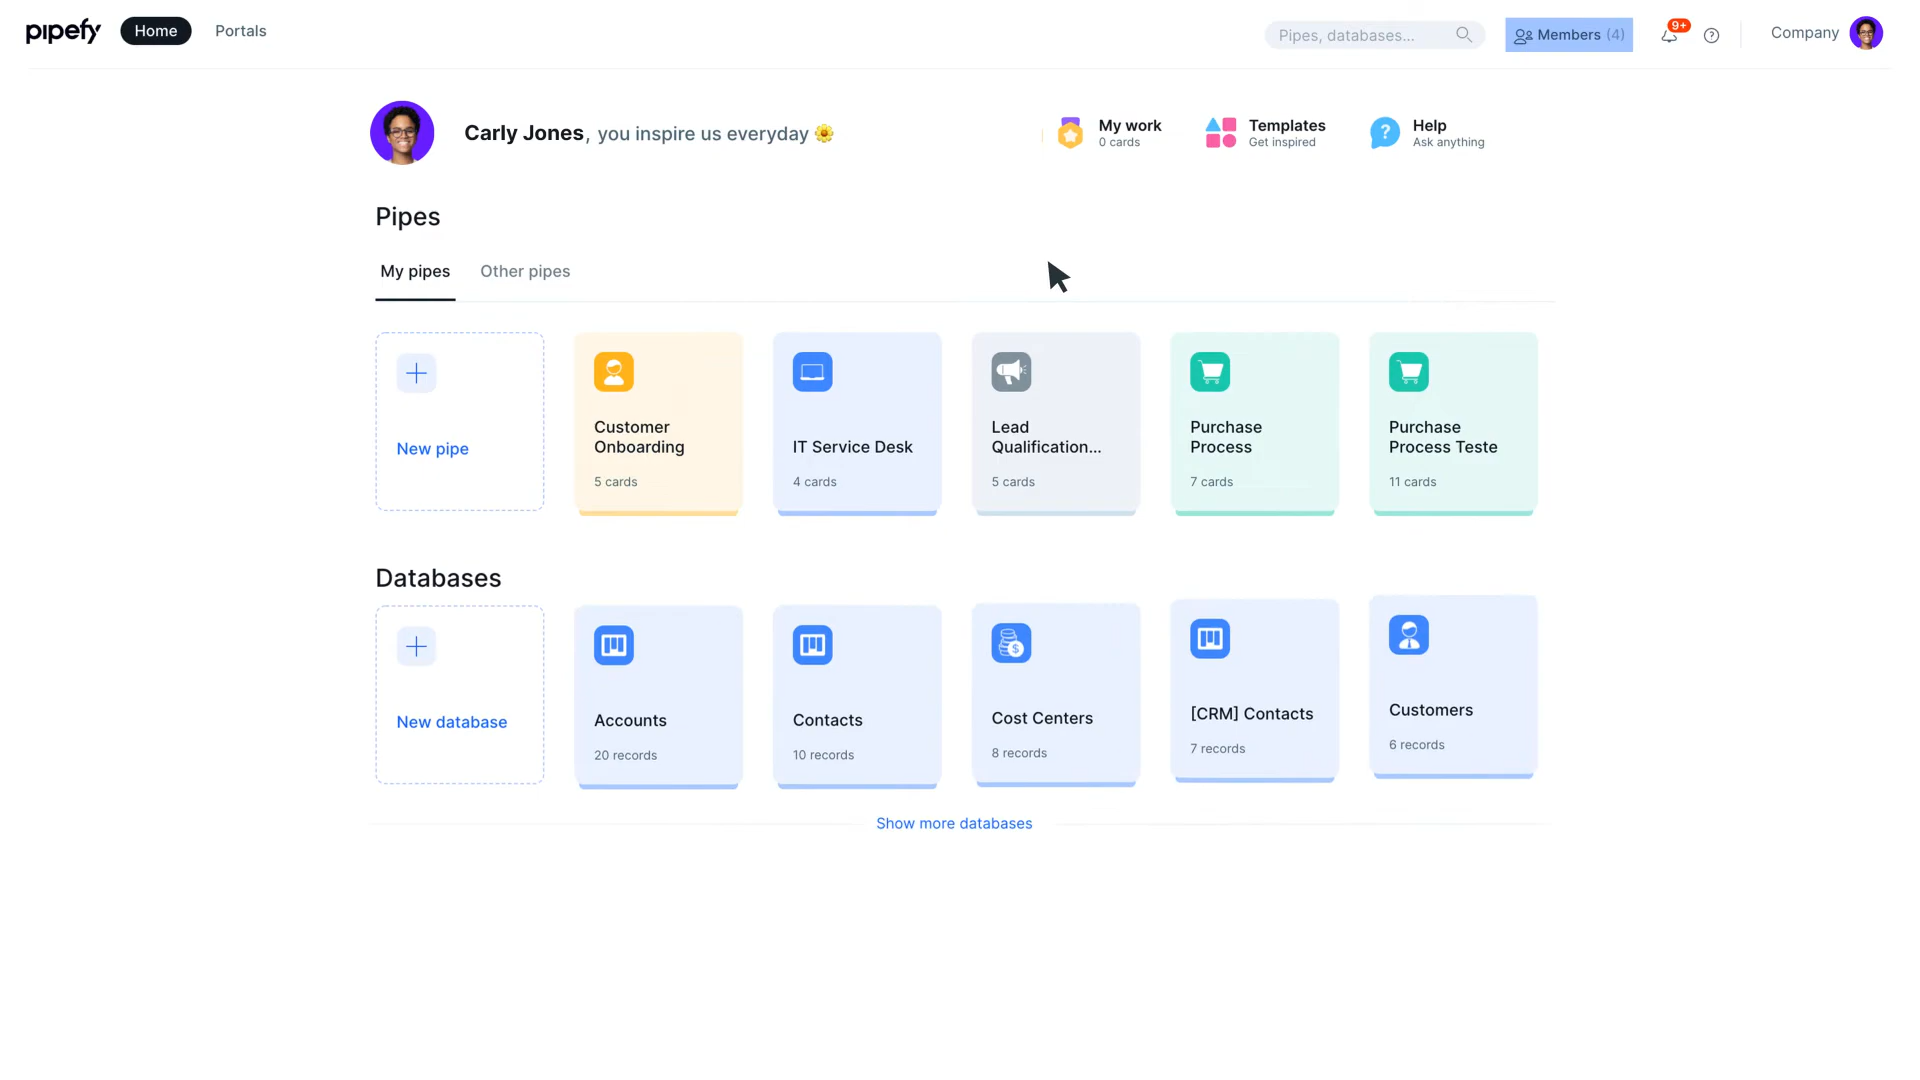 pipefy
Home
Portals
Pipes, databases...
Members (4)
9+
?
Company
Carly Jones, you inspire us everyday 🌼
My work
0 cards
Templates
Get inspired
?
Help
Ask anything
Pipes
My pipes
Other pipes
New pipe
Customer
Onboarding
5 cards
IT Service Desk
4 cards
Lead
Qualification...
5 cards
Purchase
Process
7 cards
Purchase
Process Teste
11 cards
Databases
New database
Accounts
20 records
Contacts
10 records
$
Cost Centers
8 records
[CRM] Contacts
7 records
Customers
6 records
Show more databases